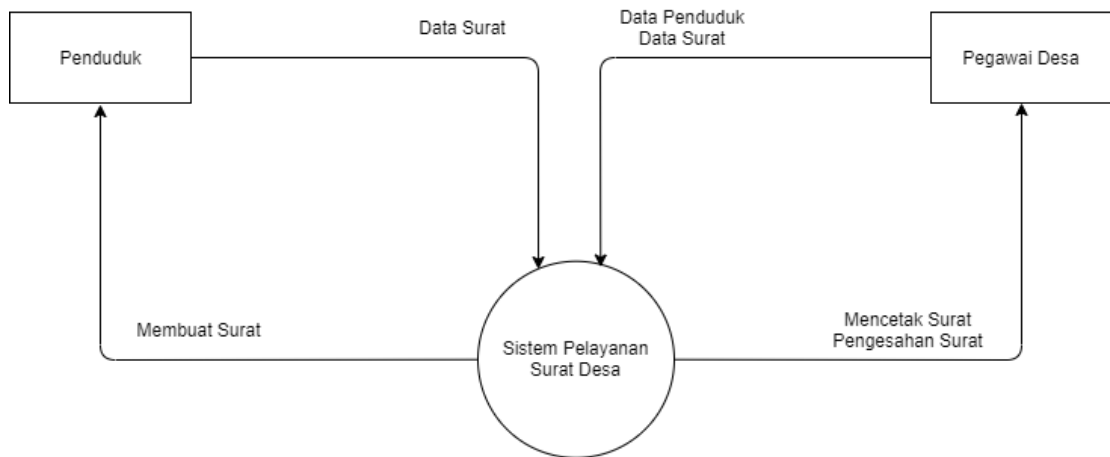 Data Surat
Data Penduduk
Data Surat
Penduduk
Pegawai Desa
Membuat Surat
Mencetak Surat
Pengesahan Surat
Sistem Pelayanan
Surat Desa